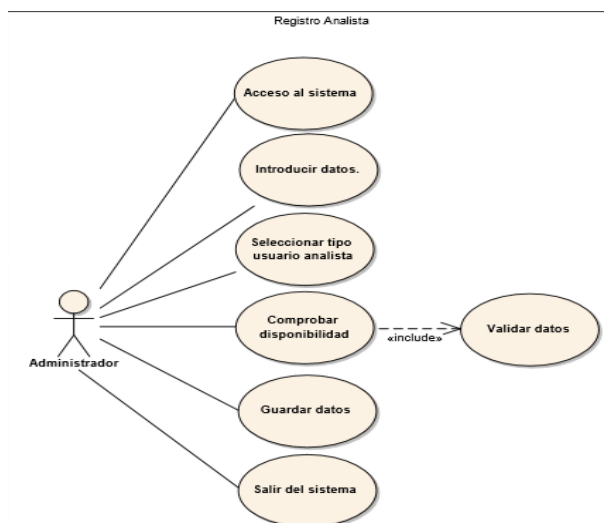 Registro Analista
Acceso al sistema
Introducir datos.
Seleccionar tipo
usuario analista
Comprobar
disponibilidad
«include»
Validar datos
Administrador
Guardar datos
Salir del sistema